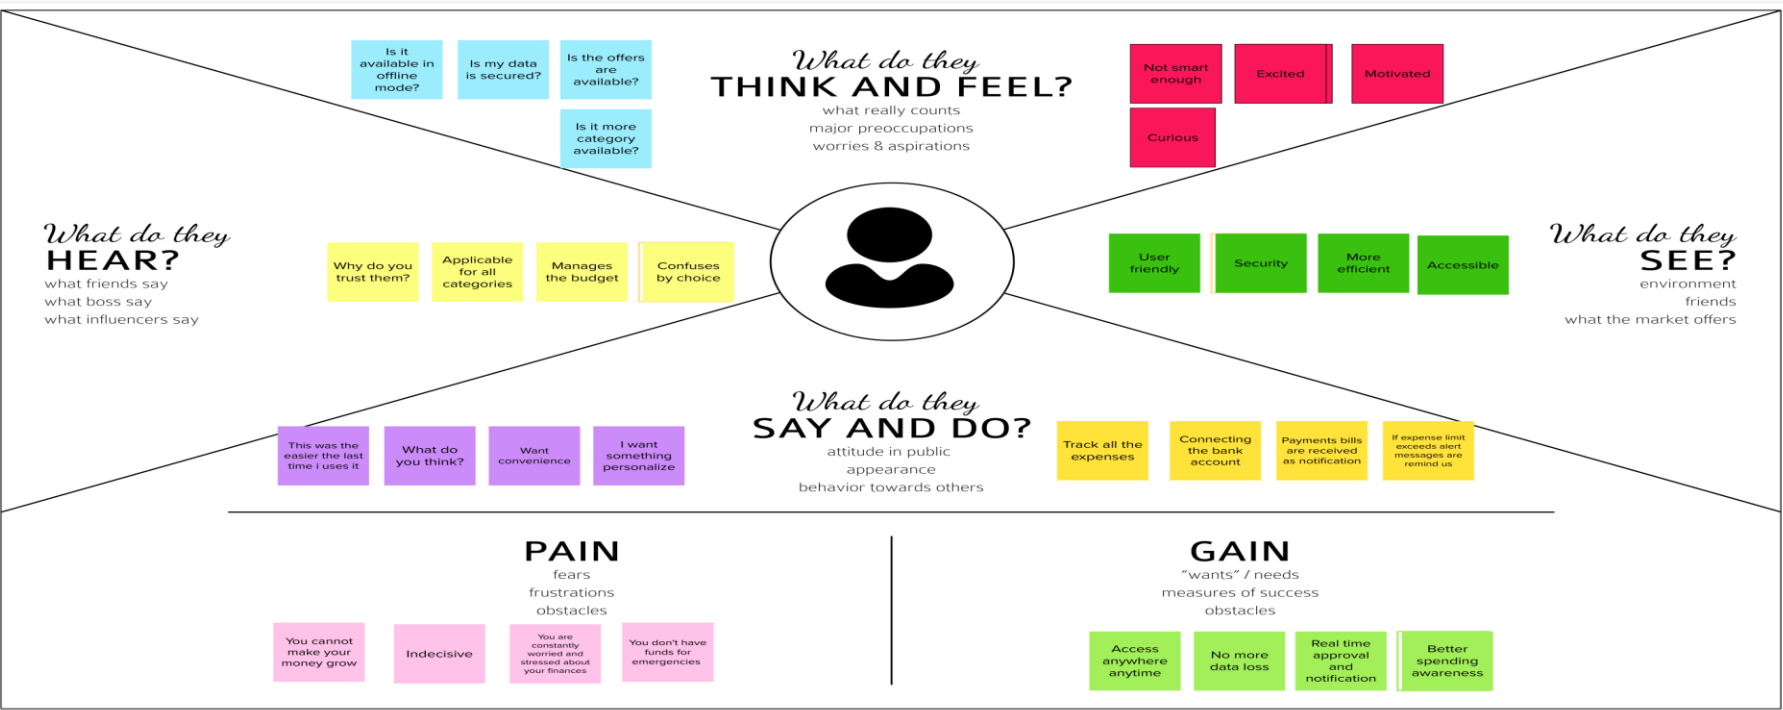 Is it
available in
offline
mode?
Is my data
is secured?
Is the offers
are
available?
Is it more
category
available?
What do they
THINK AND FEEL?
what really counts
major preoccupations
worries & aspirations
Not smart
enough
Excited
Motivated
Curious
What do they
HEAR?
what friends say
what boss say
what influencers say
Why do you
trust them?
Applicable
for all
categories
Manages
the budget
Confuses
by choice
User
friendly
Security
More
efficient
Accessible
What do they
SEE?
environment
friends
what the market offers
This was the
easier the last
time i uses it
What do
you think?
Want
convenience
I want
something
personalize
What do they
SAY AND DO?
attitude in public
appearance
behavior towards others
Track all the
expenses
Connecting
the bank
account
Payments bills
are received
as notification
If expense limit
exceeds alert
messages are
remind us
PAIN
fears
frustrations
obstacles
You cannot
make your
money grow
Indecisive
You are
constantly
worried and
stressed about
your finances
You don't have
funds for
emergencies
GAIN
"wants" / needs
measures of success
obstacles
Access
anywhere
anytime
No more
data loss
Real time
approval
and
notification
Better
spending
awareness